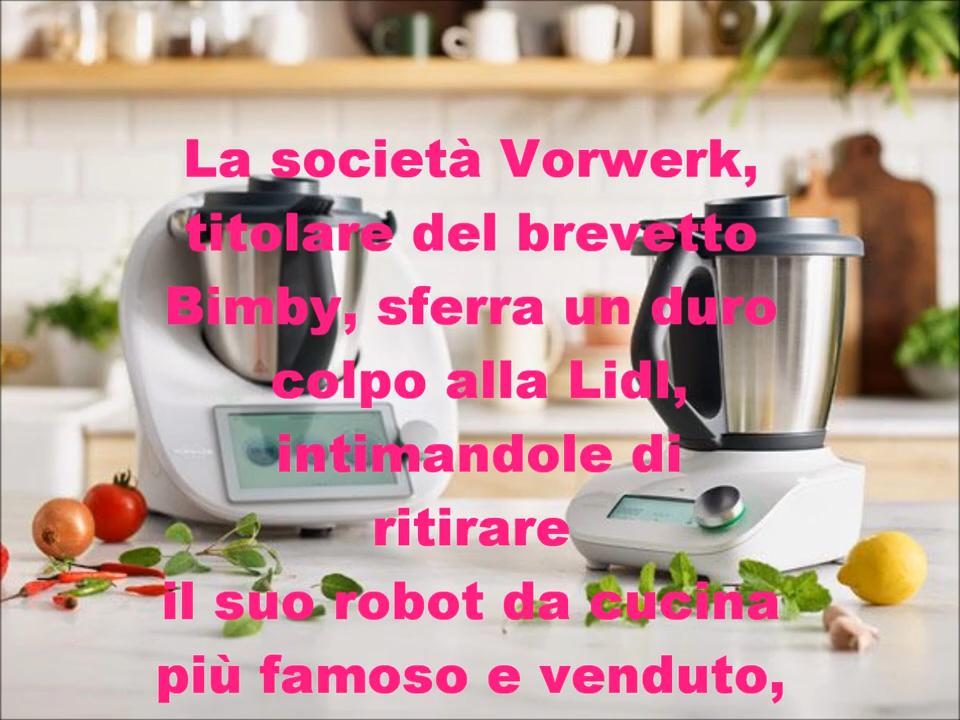 La società Vorwerk,
titolare del brevetto
Bimby, sferra un duro
colpo alla Lidl,
intimandole di
ritirare
il suo robot da cucina
più famoso e venduto,